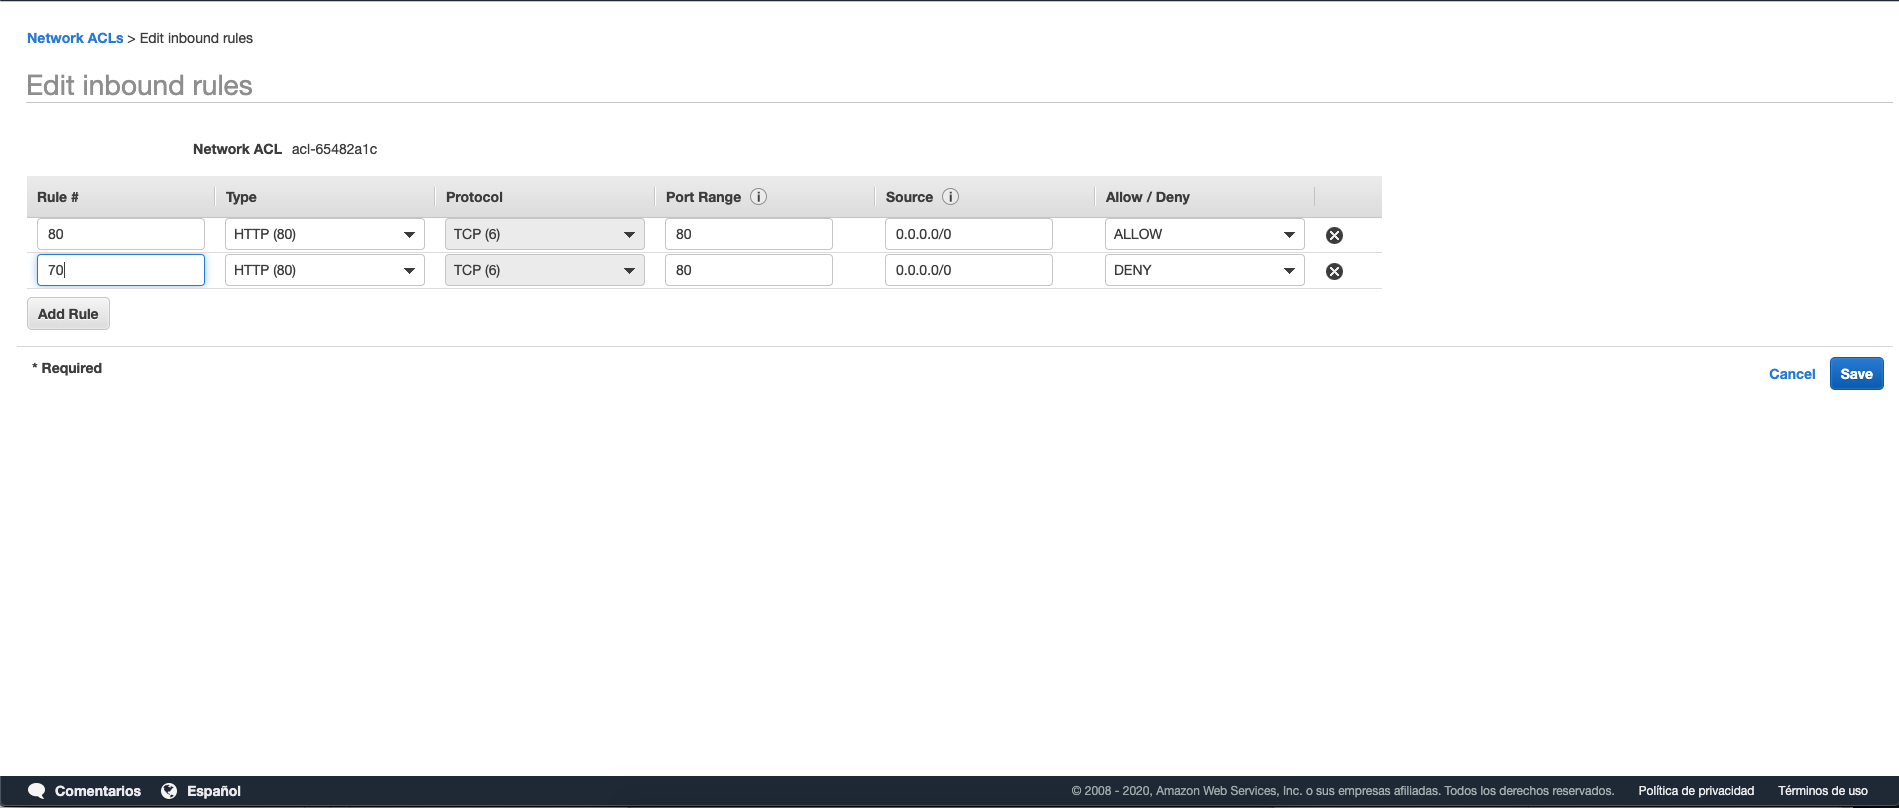 Network ACLs > Edit inbound rules
Edit inbound rules
Network ACL acl-65482a1c
Rule # Type Protocol Port Range i Source i Allow / Deny
80 HTTP (80) TCP (6) 80 0.0.0.0/0 ALLOW
70 HTTP (80) TCP (6) 80 0.0.0.0/0 DENY
Add Rule
* Required
Cancel Save
Comentarios Español © 2008 - 2020, Amazon Web Services, Inc. o sus empresas afiliadas. Todos los derechos reservados. Política de privacidad Términos de uso